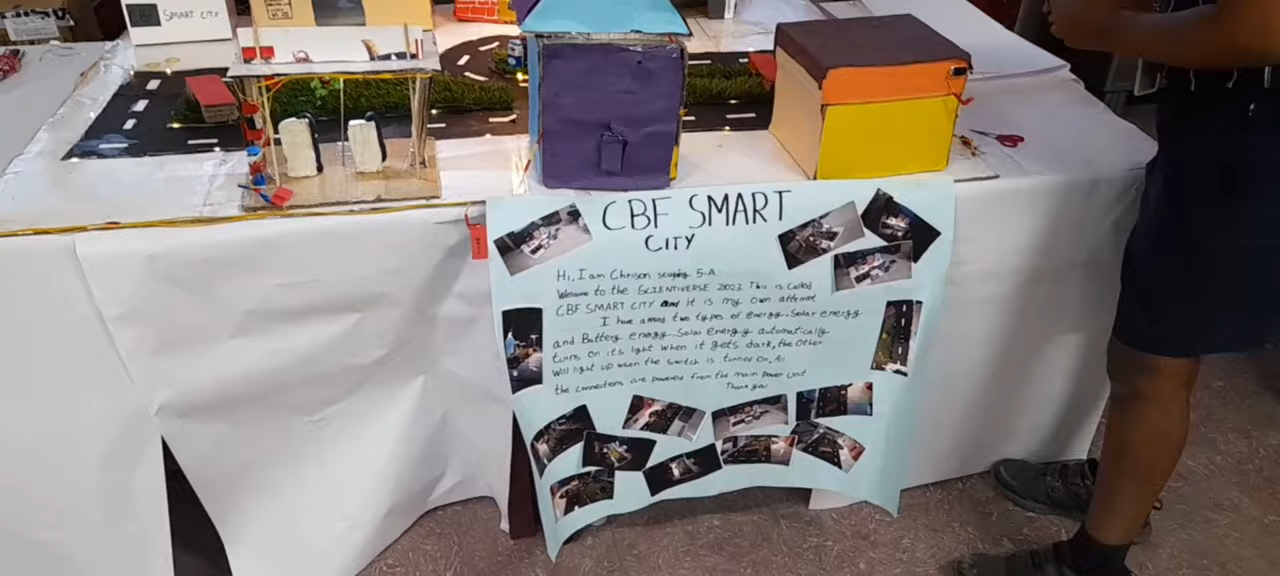 SMART CITY
CBF SMART
CITY
Hi, I am Chrison 5-A
Welcome to the SCIENTIVERSE 2023 This is called
CBF SMART CITY and it is my own attempt
I have used two types of energy. Solar energy
and Battery energy. Solar energy automatically
turns on its light when it gets dark, the other
will light up when the switch is turned on, All
the connections are powered from the main power unit
Thank you